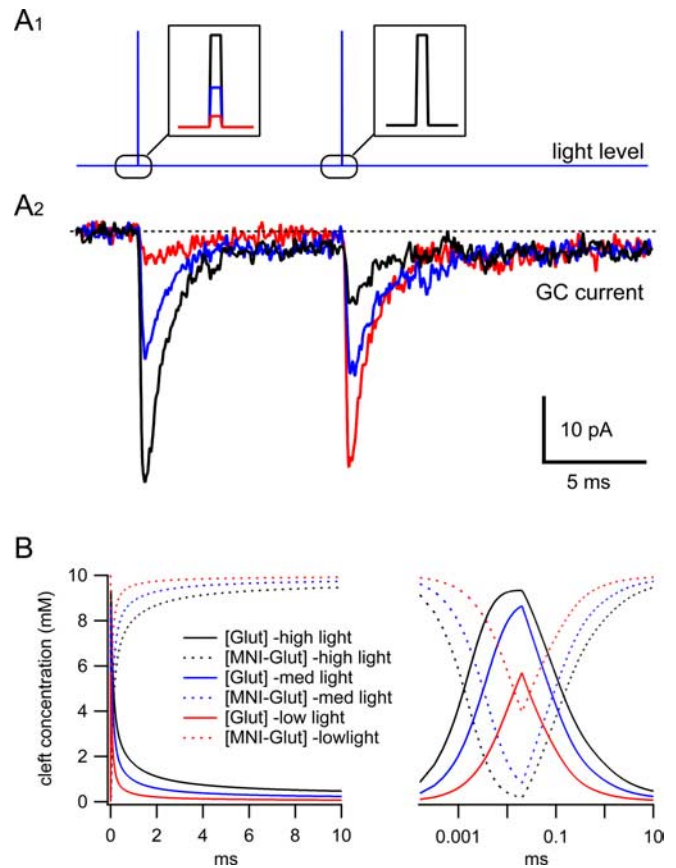 A1
light level
A2
GC current
10 pA
5 ms
B
cleft concentration (mM)
10
8
6
4
2
0
[Glut] -high light
[MNI-Glut] -high light
[Glut] -med light
[MNI-Glut] -med light
[Glut] -low light
[MNI-Glut] -lowlight
0 2 4 6 8 10
ms
0.001 0.1 10
ms